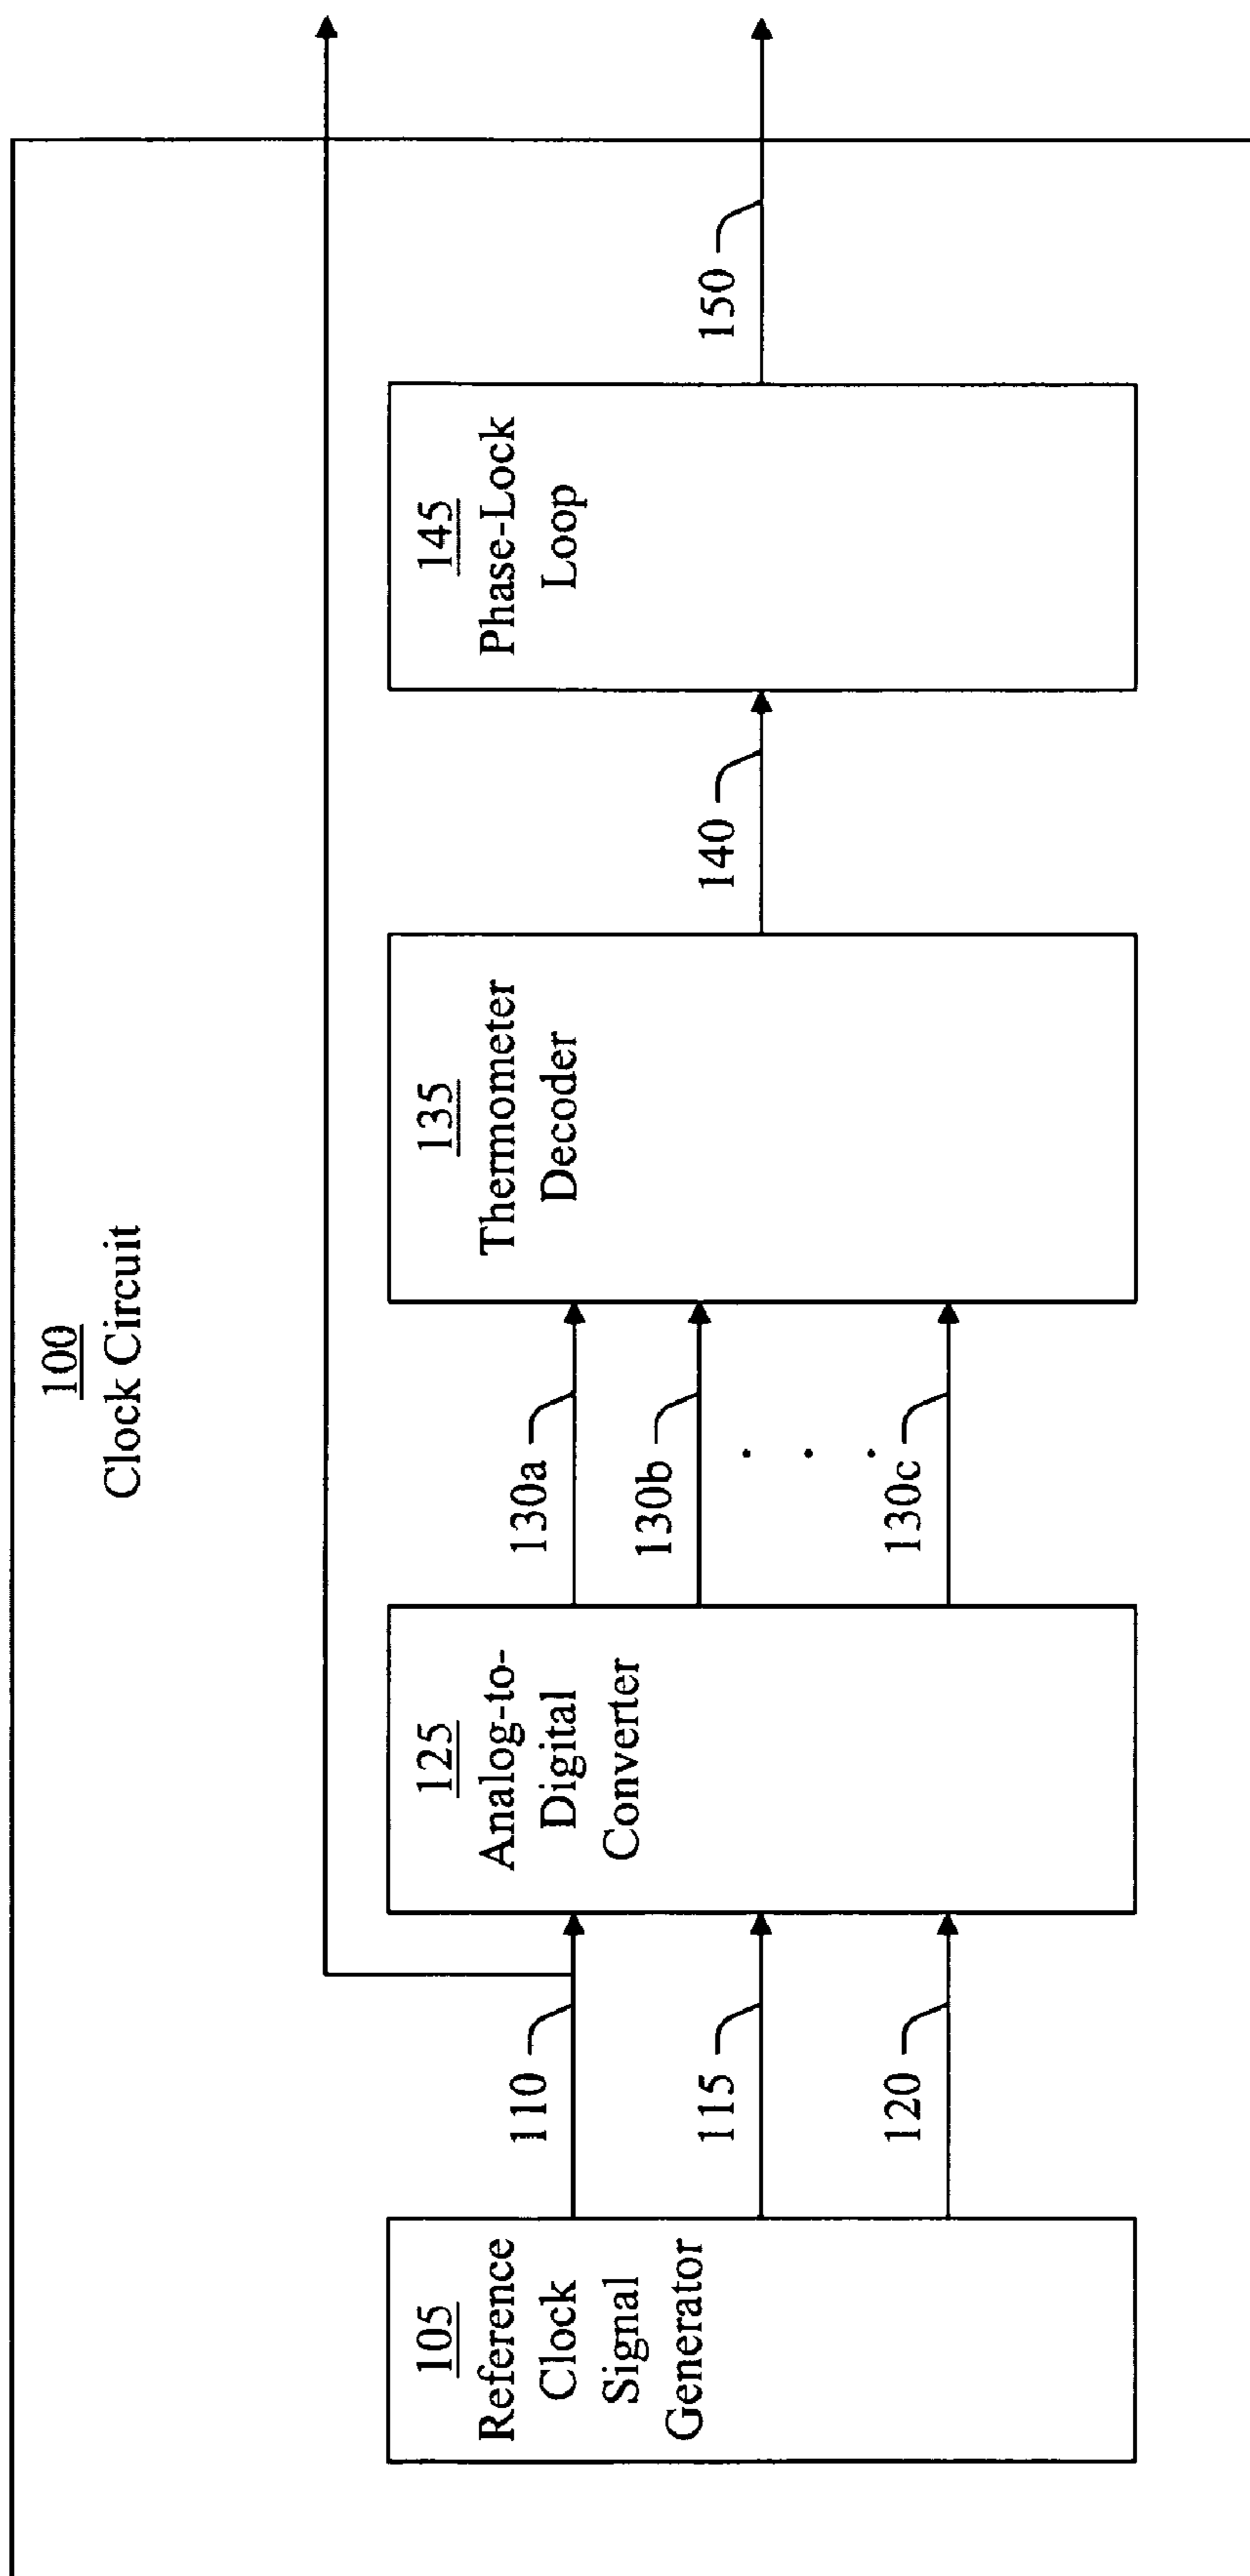 100
Clock Circuit
105
Reference
Clock
Signal
Generator
110
115
120
125
Analog-to-
Digital
Converter
130a
130b
130c
135
Thermometer
Decoder
140
145
Phase-Lock
Loop
150